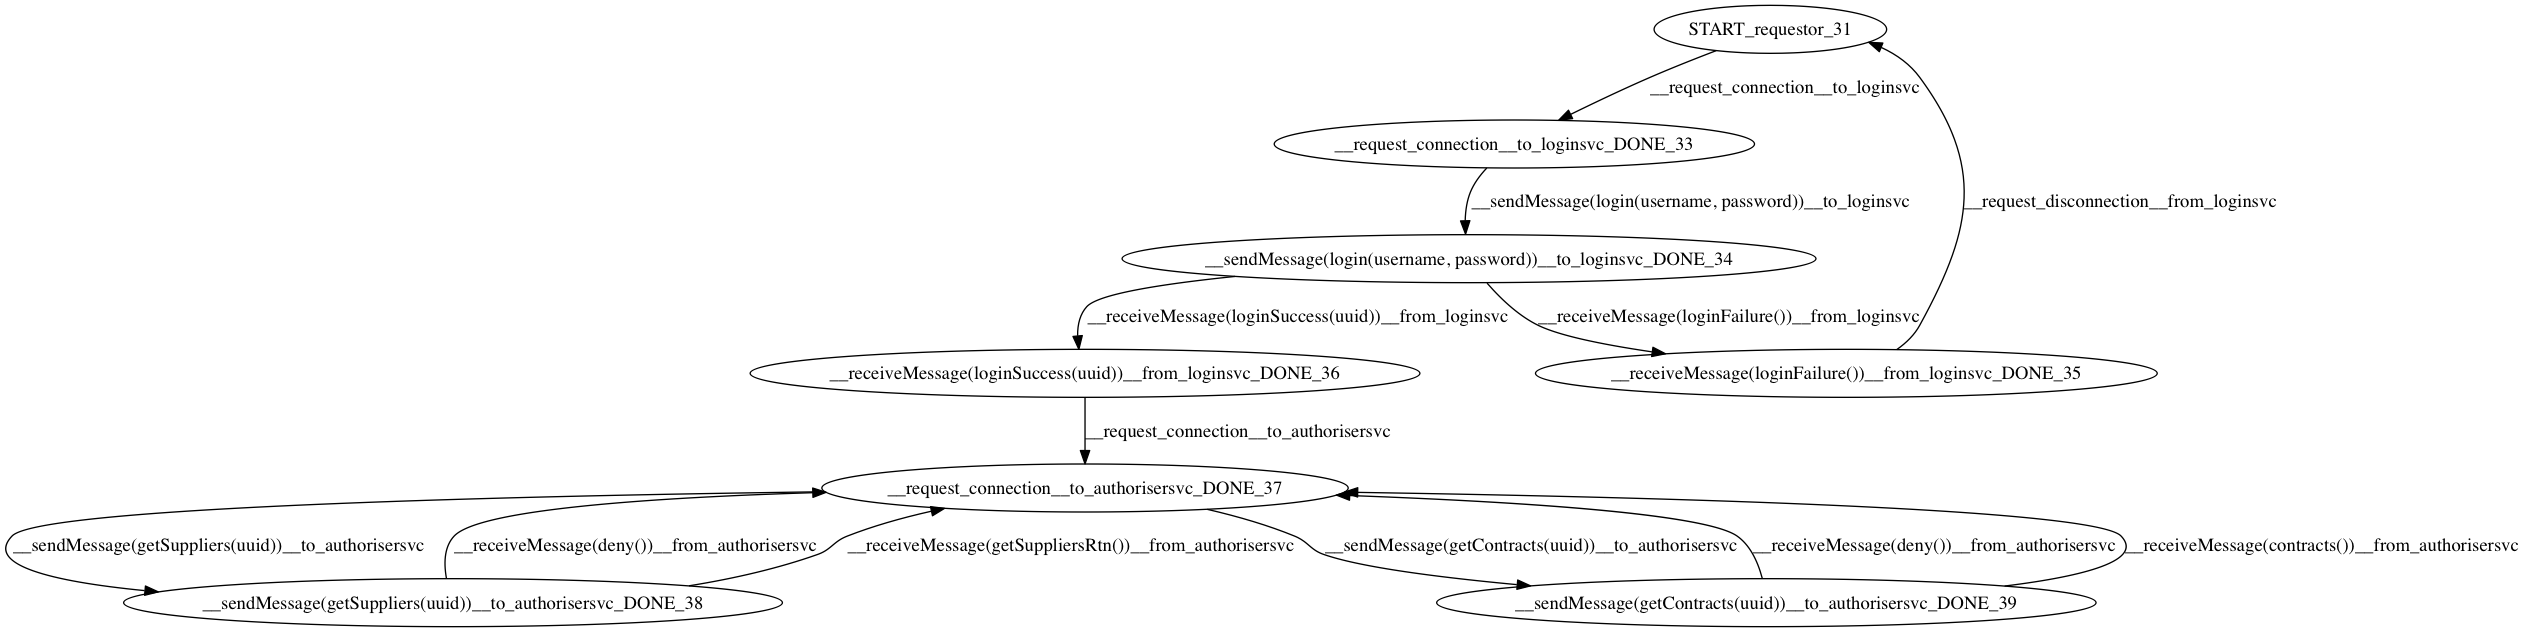 START_requestor_31
__request_connection__to_loginsvc
__request_connection__to_loginsvc_DONE_33
__sendMessage(login(username, password))__to_loginsvc
__request_disconnection__from_loginsvc
__sendMessage(login(username, password))__to_loginsvc_DONE_34
__receiveMessage(loginSuccess(uuid))__from_loginsvc
__receiveMessage(loginFailure())__from_loginsvc
__receiveMessage(loginSuccess(uuid))__from_loginsvc_DONE_36
__receiveMessage(loginFailure())__from_loginsvc_DONE_35
__request_connection__to_authorisersvc
__request_connection__to_authorisersvc_DONE_37
__sendMessage(getSuppliers(uuid))__to_authorisersvc
__receiveMessage(deny())__from_authorisersvc
__receiveMessage(getSuppliersRtn())__from_authorisersvc
__sendMessage(getContracts(uuid))__to_authorisersvc
__receiveMessage(deny())__from_authorisersvc
__receiveMessage(contracts())__from_authorisersvc
__sendMessage(getSuppliers(uuid))__to_authorisersvc_DONE_38
__sendMessage(getContracts(uuid))__to_authorisersvc_DONE_39